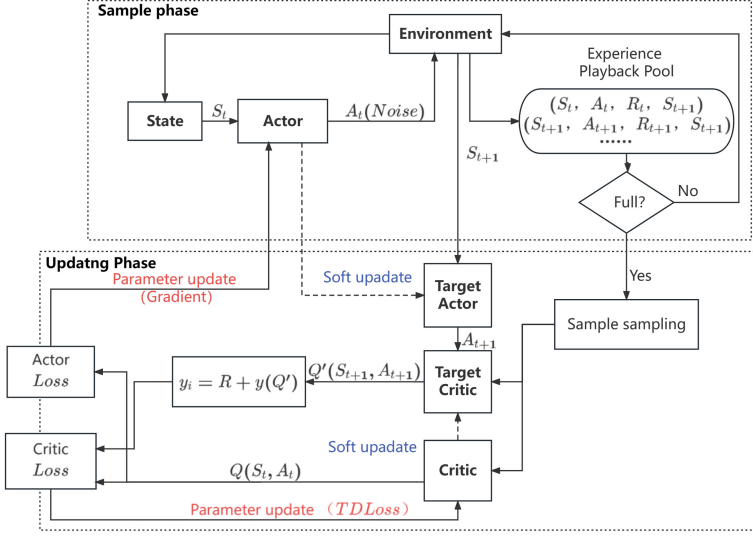 Sample phase
Environment
Experience
Playback Pool
State
S_t
Actor
A_t(Noise)
(S_t, A_t, R_t, S_{t+1})
(S_{t+1}, A_{t+1}, R_{t+1}, S_{t+1})
......
S_{t+1}
Full?
No
Updatng Phase
Parameter update
(Gradient)
Soft upadate
Target
Actor
Yes
Sample sampling
A_{t+1}
Actor
Loss
y_i = R + y(Q')
Q'(S_{t+1}, A_{t+1})
Target
Critic
Critic
Loss
Soft upadate
Q(S_t, A_t)
Critic
Parameter update （TDLoss）